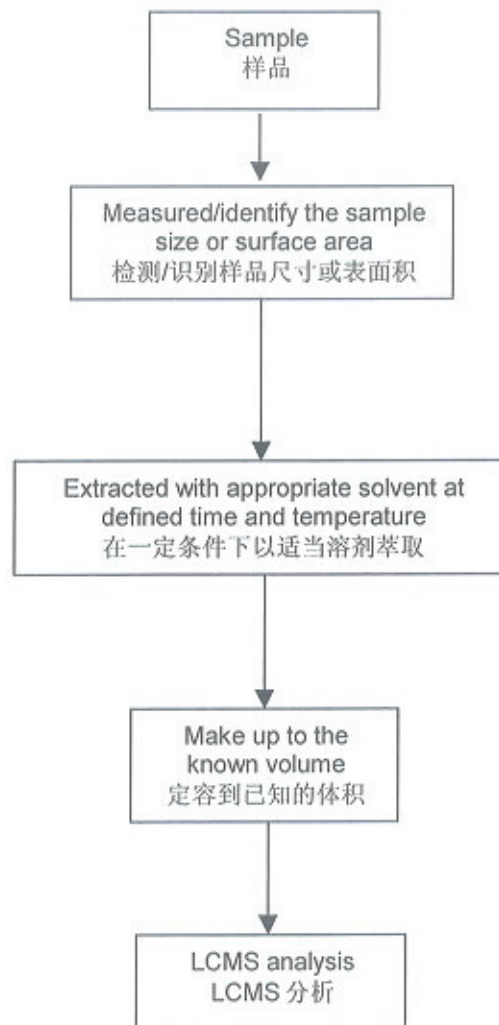 Sample
样品
Measured/identify the sample
size or surface area
检测/识别样品尺寸或表面积
Extracted with appropriate solvent at
defined time and temperature
在一定条件下以适当溶剂萃取
Make up to the
known volume
定容到已知的体积
LCMS analysis
LCMS 分析